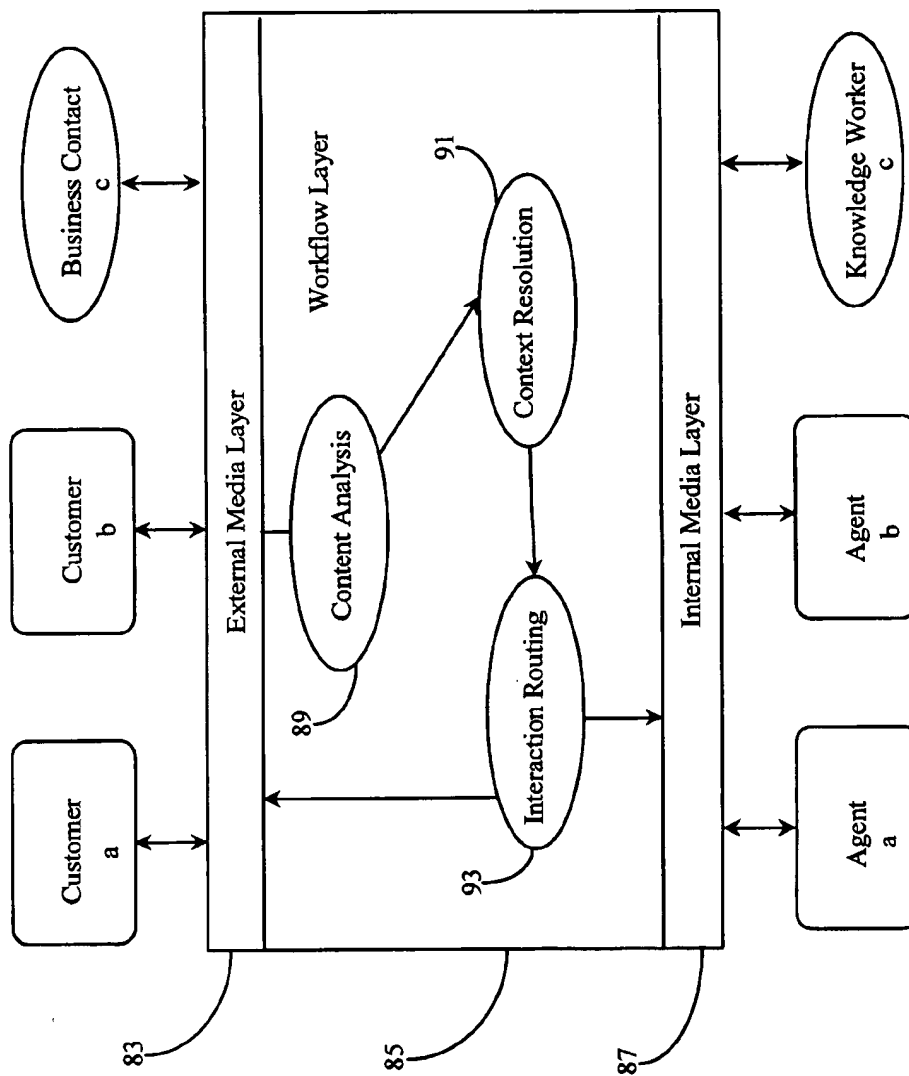 Customer
a
Customer
b
Business Contact
c
83
External Media Layer
85
Workflow Layer
89
Content Analysis
91
Context Resolution
93
Interaction Routing
87
Internal Media Layer
Agent
a
Agent
b
Knowledge Worker
c